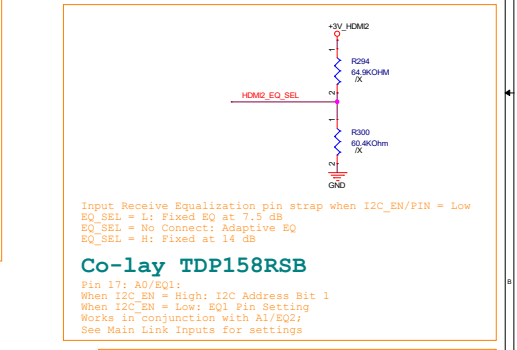 +3V_HDMI2
1
R294
64.9KOHM
/X
2
HDMI2_EQ_SEL
1
R300
60.4KOhm
/X
2
GND
Input Receive Equalization pin strap when I2C_EN/PIN = Low
EQ_SEL = L: Fixed EQ at 7.5 dB
EQ_SEL = No Connect: Adaptive EQ
EQ_SEL = H: Fixed at 14 dB
Co-lay TDP158RSB
Pin 17: A0/EQ1:
When I2C_EN = High: I2C Address Bit 1
When I2C_EN = Low: EQ1 Pin Setting
Works in conjunction with A1/EQ2;
See Main Link Inputs for settings
B